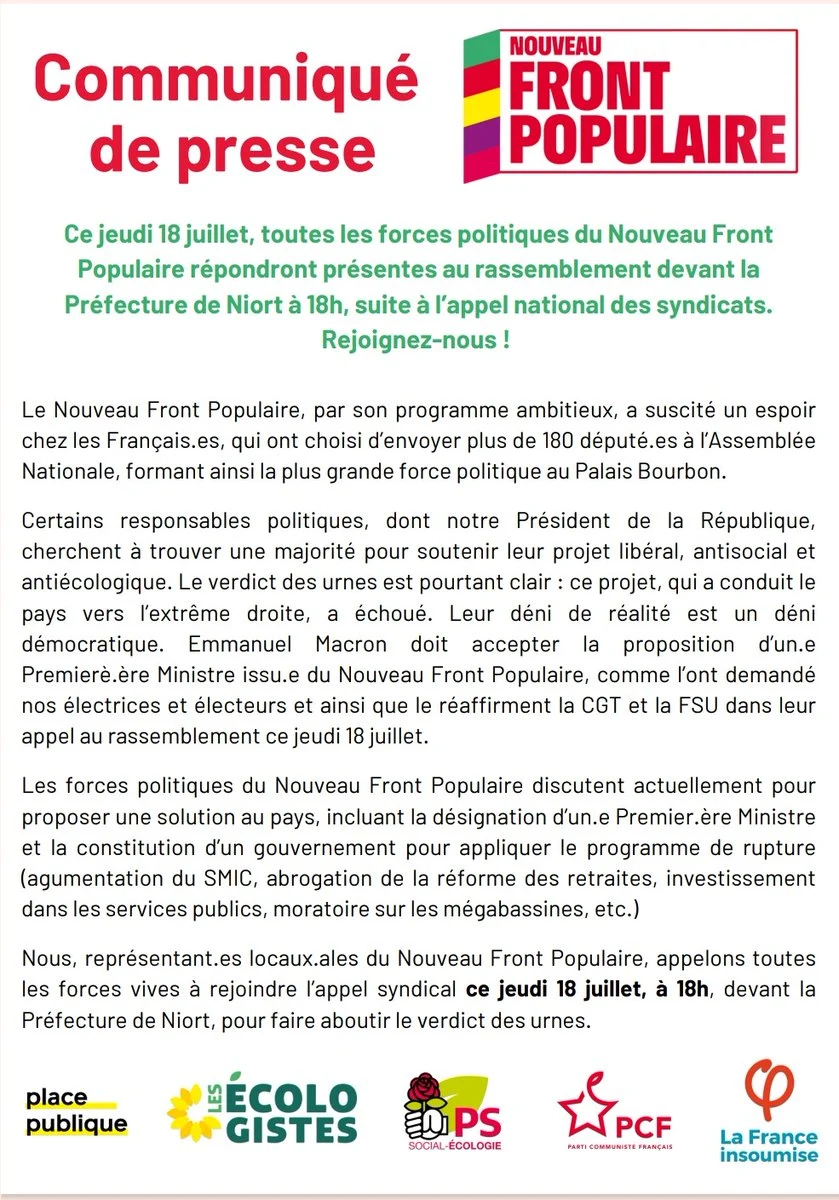 Communiqué
de presse
NOUVEAU
FRONT
POPULAIRE
Ce jeudi 18 juillet, toutes les forces politiques du Nouveau Front
Populaire répondront présentes au rassemblement devant la
Préfecture de Niort à 18h, suite à l'appel national des syndicats.
Rejoignez-nous !
Le Nouveau Front Populaire, par son programme ambitieux, a suscité un espoir
chez les Français.es, qui ont choisi d'envoyer plus de 180 député.es à l'Assemblée
Nationale, formant ainsi la plus grande force politique au Palais Bourbon.
Certains responsables politiques, dont notre Président de la République,
cherchent à trouver une majorité pour soutenir leur projet libéral, antisocial et
antiécologique. Le verdict des urnes est pourtant clair : ce projet, qui a conduit le
pays vers l'extrême droite, a échoué. Leur déni de réalité est un déni
démocratique. Emmanuel Macron doit accepter la proposition d'un.e
Premierè.ère Ministre issu.e du Nouveau Front Populaire, comme l'ont demandé
nos électrices et électeurs et ainsi que le réaffirment la CGT et la FSU dans leur
appel au rassemblement ce jeudi 18 juillet.
Les forces politiques du Nouveau Front Populaire discutent actuellement pour
proposer une solution au pays, incluant la désignation d'un.e Premier.ère Ministre
et la constitution d'un gouvernement pour appliquer le programme de rupture
(agumentation du SMIC, abrogation de la réforme des retraites, investissement
dans les services publics, moratoire sur les mégabassines, etc.)
Nous, représentant.es locaux.ales du Nouveau Front Populaire, appelons toutes
les forces vives à rejoindre l'appel syndical ce jeudi 18 juillet, à 18h, devant la
Préfecture de Niort, pour faire aboutir le verdict des urnes.
place
publique
LES ÉCOLO
GISTES
PS
SOCIAL-ÉCOLOGIE
PCF
PARTI COMMUNISTE FRANÇAIS
La France
insoumise